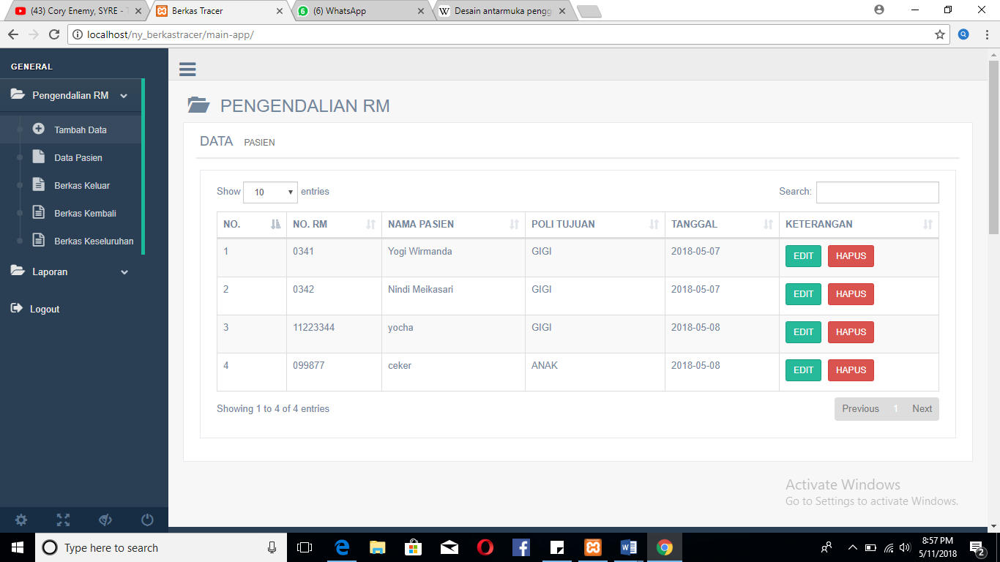 (43) Cory Enemy, SYRE -
Berkas Tracer
(6) WhatsApp
Desain antarmuka pengg
localhost/ny_berkastracer/main-app/
GENERAL
Pengendalian RM
Tambah Data
Data Pasien
Berkas Keluar
Berkas Kembali
Berkas Keseluruhan
Laporan
Logout
PENGENDALIAN RM
DATA PASIEN
Show 10 entries Search:
NO. NO. RM NAMA PASIEN POLI TUJUAN TANGGAL KETERANGAN
1 0341 Yogi Wirmanda GIGI 2018-05-07 EDIT HAPUS
2 0342 Nindi Meikasari GIGI 2018-05-07 EDIT HAPUS
3 11223344 yocha GIGI 2018-05-08 EDIT HAPUS
4 099877 ceker ANAK 2018-05-08 EDIT HAPUS
Showing 1 to 4 of 4 entries Previous 1 Next
Activate Windows
Go to Settings to activate Windows.
Type here to search
8:57 PM
5/11/2018
2